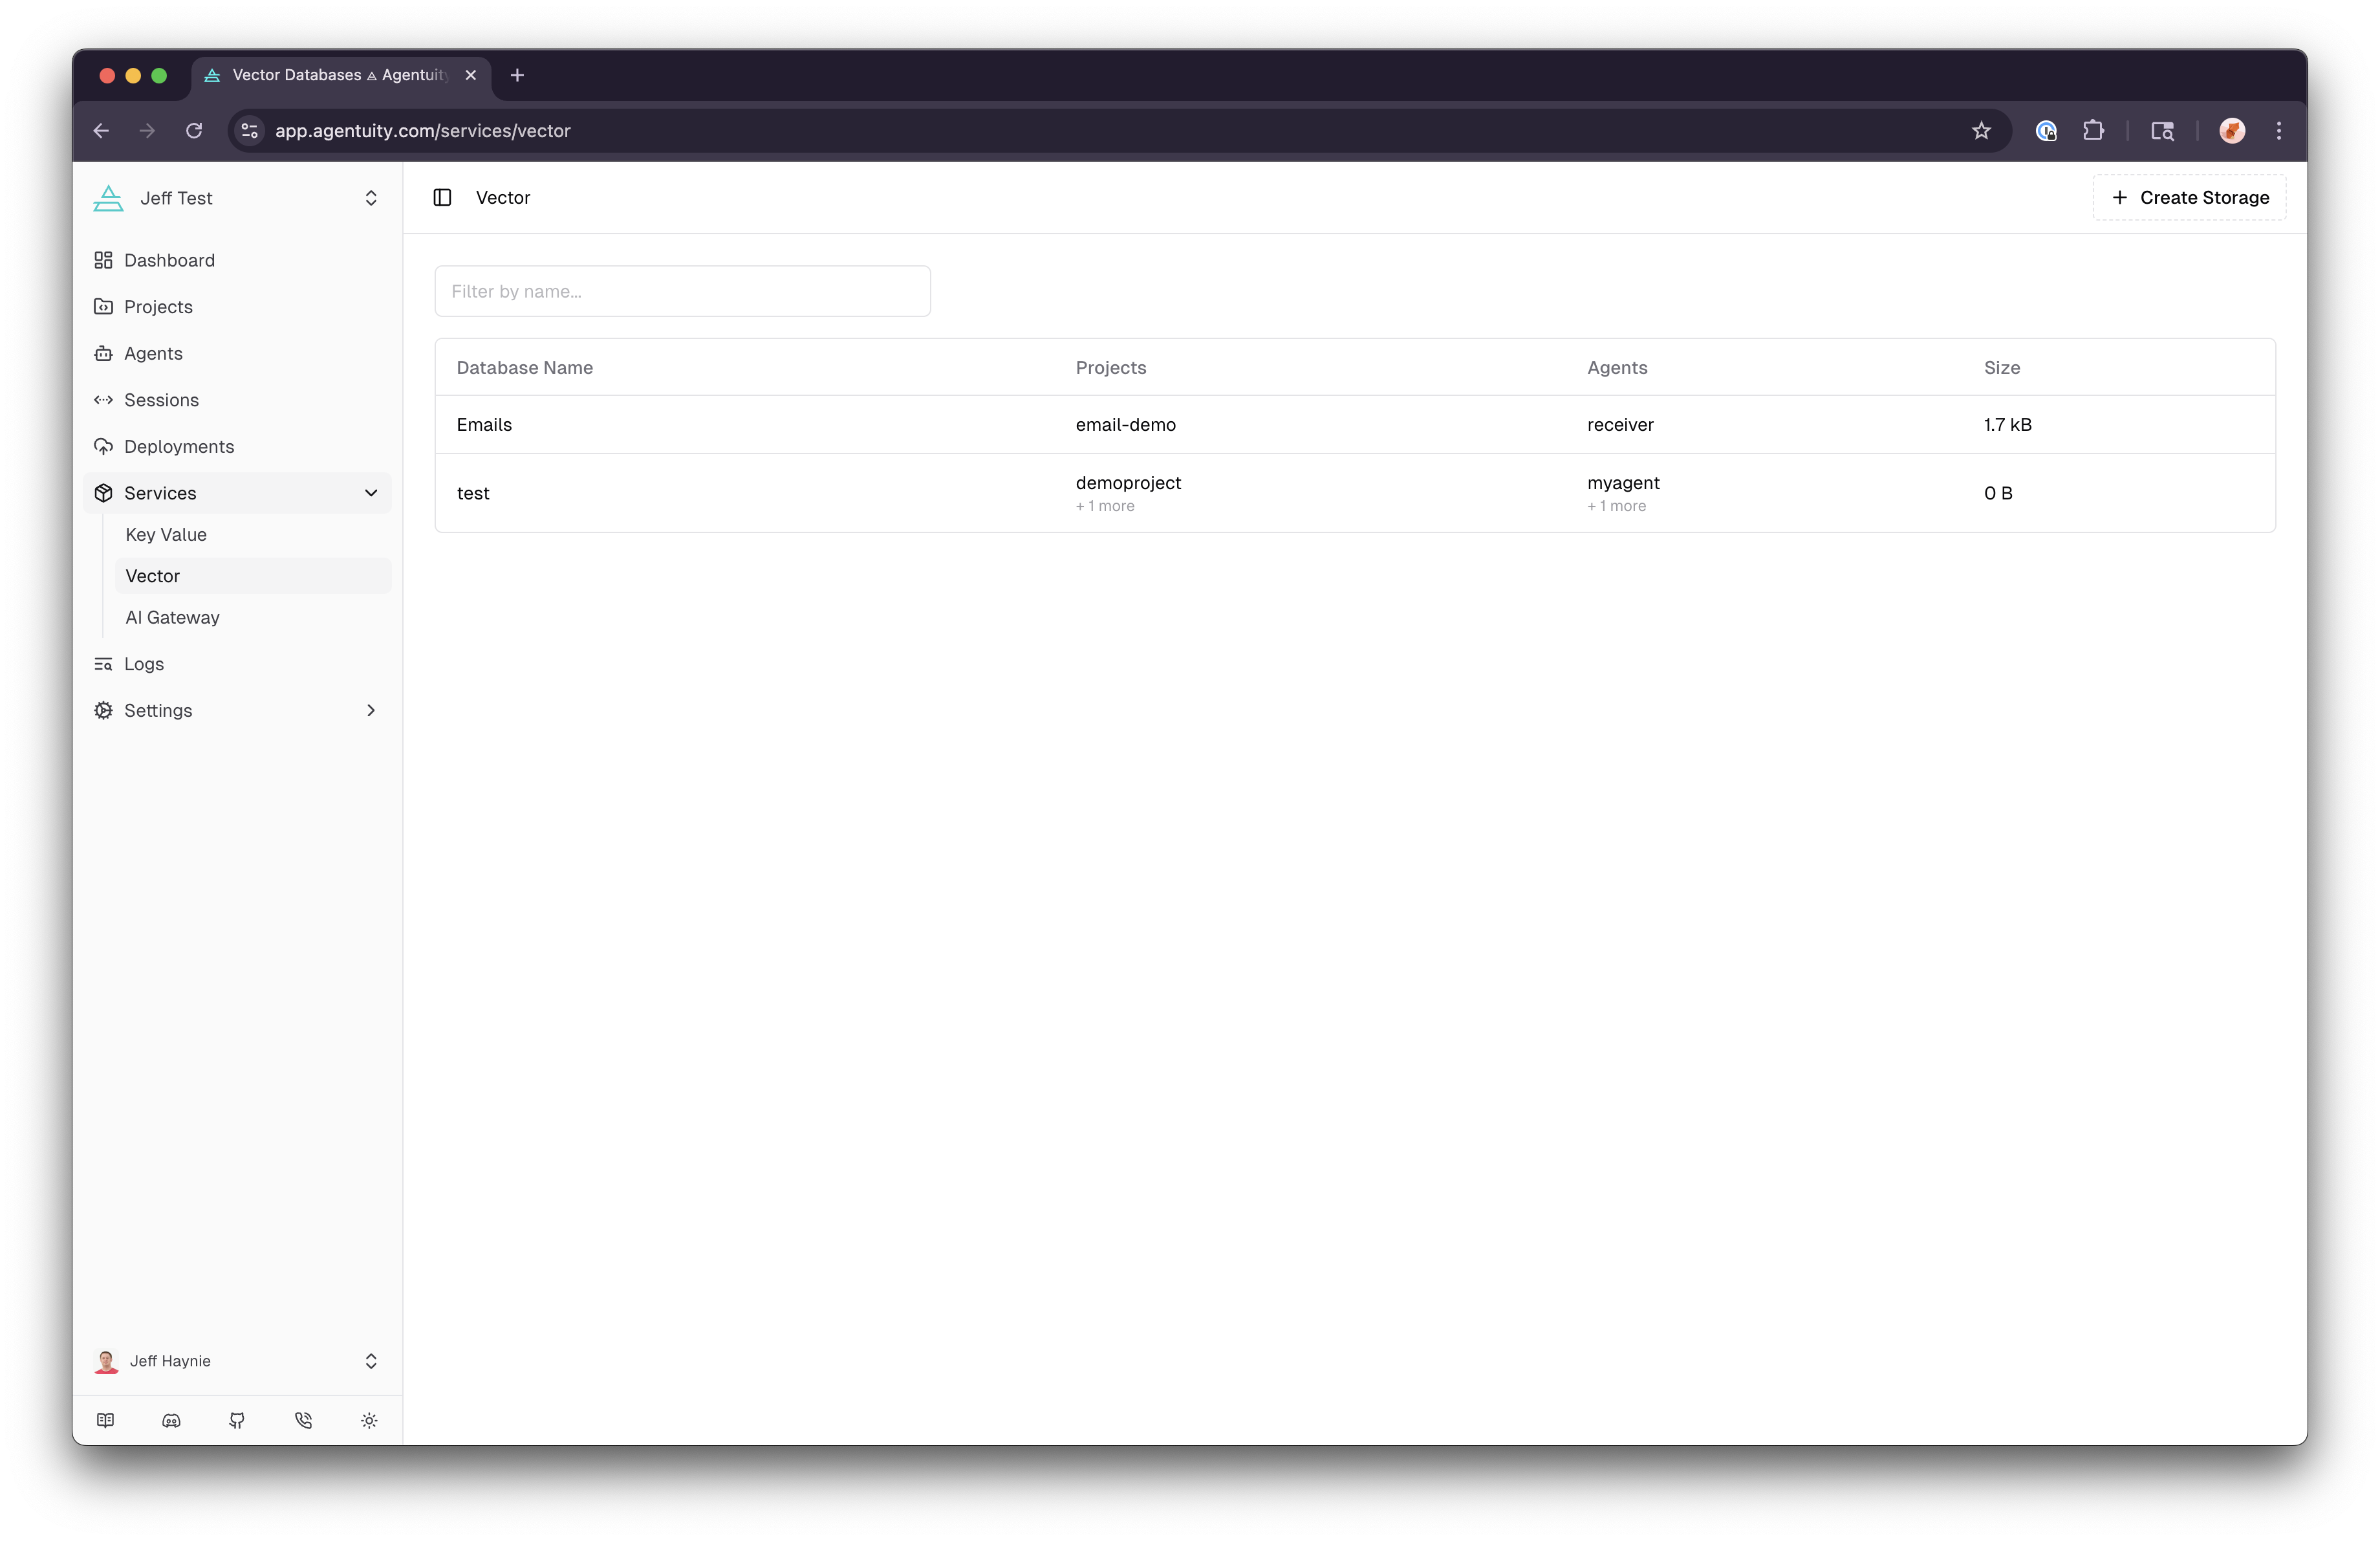 Vector Databases ⟁ Agentuity
app.agentuity.com/services/vector
Jeff Test
Dashboard
Projects
Agents
Sessions
Deployments
Services
Key Value
Vector
AI Gateway
Logs
Settings
Jeff Haynie
Vector
+ Create Storage
Filter by name...
Database Name Projects Agents Size
Emails email-demo receiver 1.7 kB
test demoproject myagent 0 B
+ 1 more + 1 more